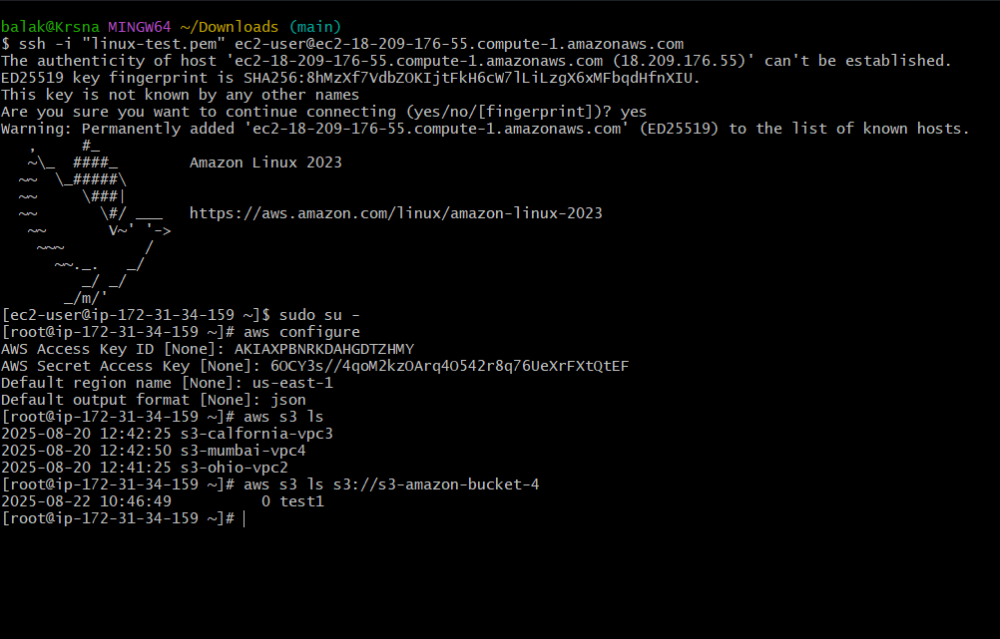 balak@Krsna MINGW64 ~/Downloads (main)
$ ssh -i "linux-test.pem" ec2-user@ec2-18-209-176-55.compute-1.amazonaws.com
The authenticity of host 'ec2-18-209-176-55.compute-1.amazonaws.com (18.209.176.55)' can't be established.
ED25519 key fingerprint is SHA256:8hMzXf7VdbZOKIjtFkH6cW7lLiLzgX6xMFbqdHfnXIU.
This key is not known by any other names
Are you sure you want to continue connecting (yes/no/[fingerprint])? yes
Warning: Permanently added 'ec2-18-209-176-55.compute-1.amazonaws.com' (ED25519) to the list of known hosts.
   ,     #_
   ~\_  ####_        Amazon Linux 2023
  ~~  \_#####\
  ~~     \###|
  ~~       \#/ ___   https://aws.amazon.com/linux/amazon-linux-2023
   ~~       V~' '->
    ~~~         /
      ~~._.   _/
         _/ _/
       _/m/'
[ec2-user@ip-172-31-34-159 ~]$ sudo su -
[root@ip-172-31-34-159 ~]# aws configure
AWS Access Key ID [None]: AKIAXPBNRKDAHGDTZHMY
AWS Secret Access Key [None]: 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
Default region name [None]: us-east-1
Default output format [None]: json
[root@ip-172-31-34-159 ~]# aws s3 ls
2025-08-20 12:42:25 s3-calfornia-vpc3
2025-08-20 12:42:50 s3-mumbai-vpc4
2025-08-20 12:41:25 s3-ohio-vpc2
[root@ip-172-31-34-159 ~]# aws s3 ls s3://s3-amazon-bucket-4
2025-08-22 10:46:49          0 test1
[root@ip-172-31-34-159 ~]#